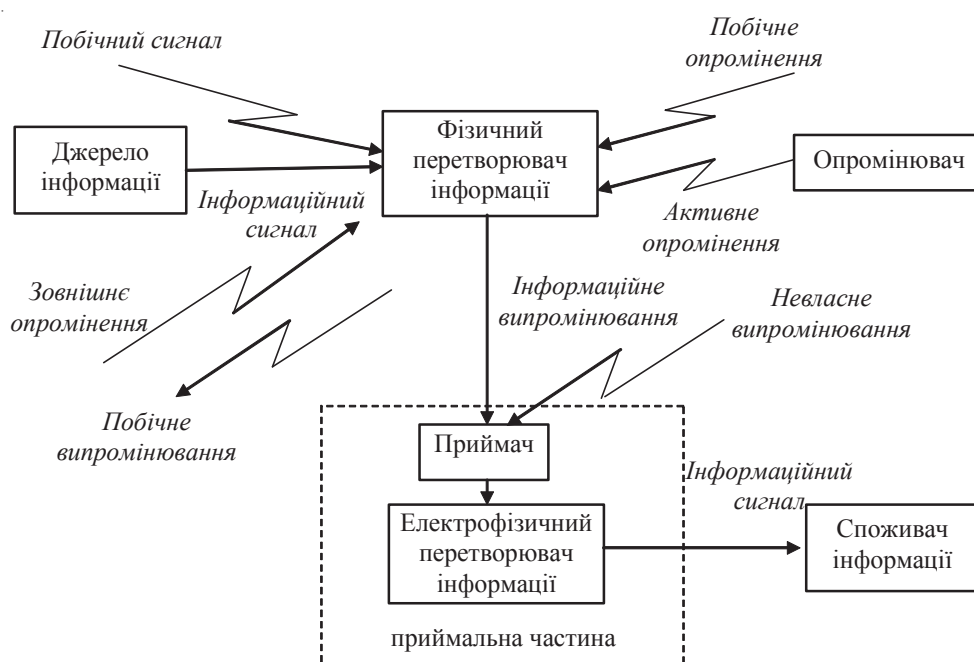 Побічний сигнал
Побічне
опромінення
Джерело
інформації
Фізичний
перетворювач
інформації
Опромінювач
Інформаційний
сигнал
Активне
опромінення
Зовнішнє
опромінення
Інформаційне
випромінювання
Невласне
випромінювання
Побічне
випромінювання
Приймач
Інформаційний
сигнал
Електрофізичний
перетворювач
інформації
Споживач
інформації
приймальна частина